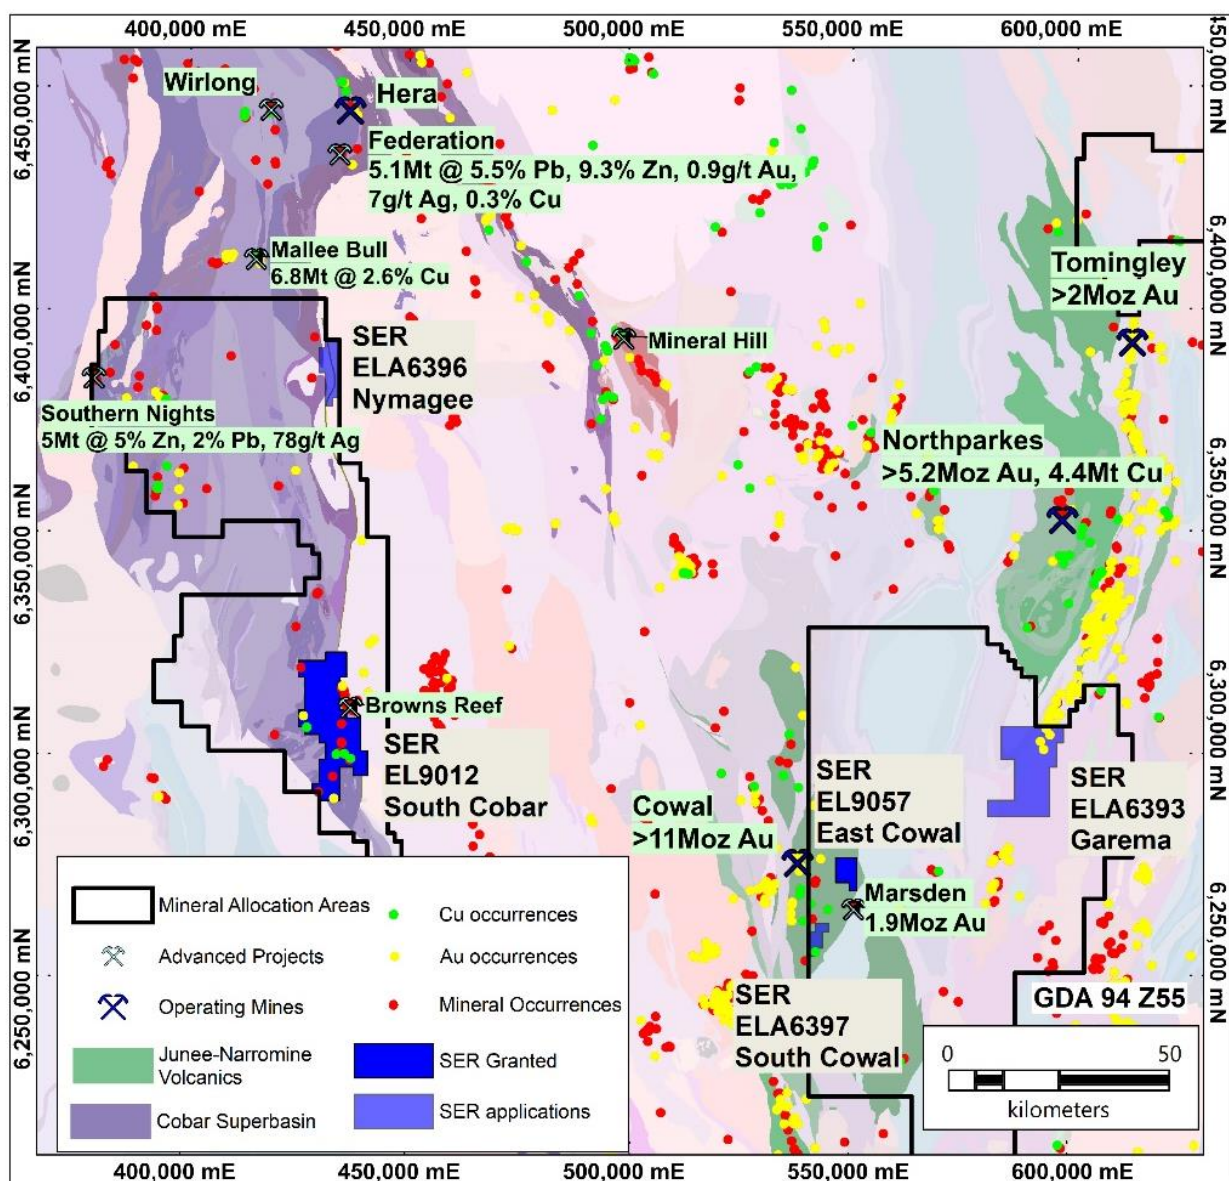 400,000 mE
450,000 mE
500,000 mE
550,000 mE
600,000 mE
6,450,000 mN
6,400,000 mN
6,350,000 mN
6,300,000 mN
6,250,000 mN
50,000 mN
6,450,000 mN
6,400,000 mN
6,350,000 mN
6,300,000 mN
6,250,000 mN
Wirlong
Hera
Federation
5.1Mt @ 5.5% Pb, 9.3% Zn, 0.9g/t Au,
7g/t Ag, 0.3% Cu
Mallee Bull
6.8Mt @ 2.6% Cu
Tomingley
>2Moz Au
SER
ELA6396
Nymagee
Mineral Hill
Southern Nights
5Mt @ 5% Zn, 2% Pb, 78g/t Ag
Northparkes
>5.2Moz Au, 4.4Mt Cu
Browns Reef
SER
EL9012
South Cobar
Cowal
>11Moz Au
SER
EL9057
East Cowal
SER
ELA6393
Garema
Marsden
1.9Moz Au
SER
ELA6397
South Cowal
GDA 94 Z55
0
50
kilometers
Mineral Allocation Areas
Cu occurrences
Advanced Projects
Au occurrences
Operating Mines
Mineral Occurrences
Junee-Narromine
Volcanics
SER Granted
Cobar Superbasin
SER applications
400,000 mE
450,000 mE
500,000 mE
550,000 mE
600,000 mE